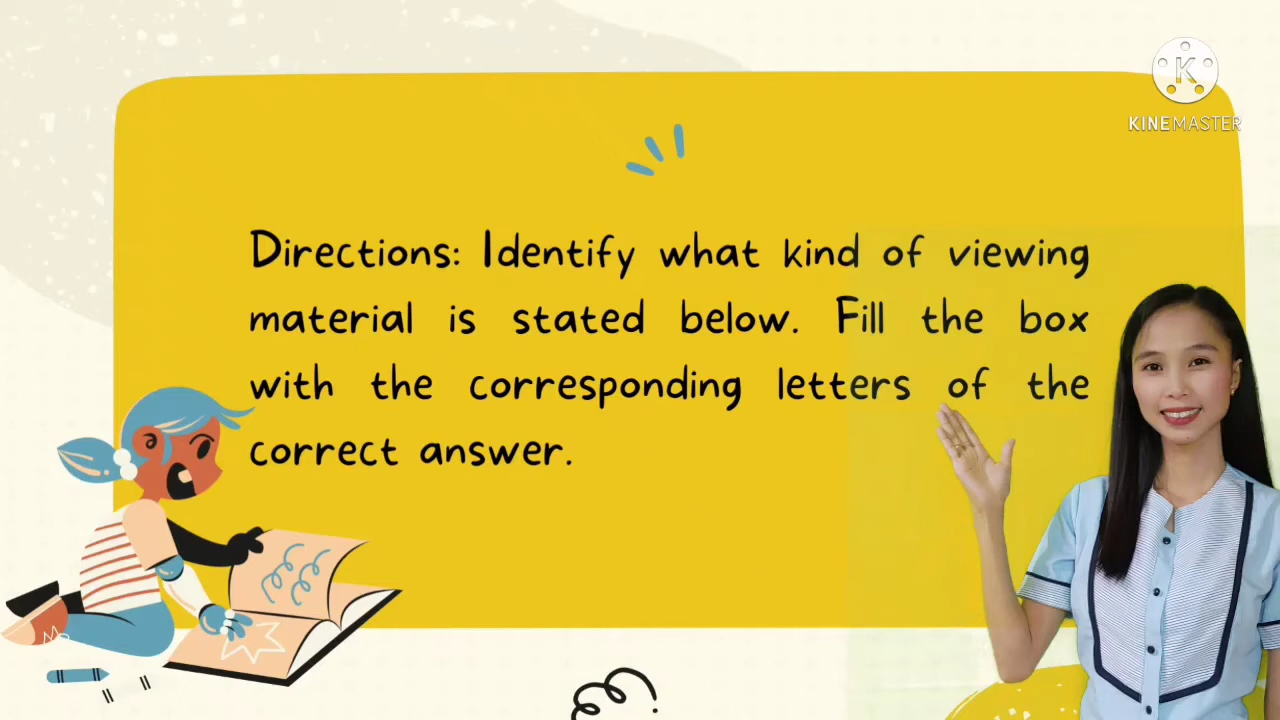 KINEMASTER
Directions: Identify what kind of viewing
material is stated below. Fill the box
with the corresponding letters of the
correct answer.